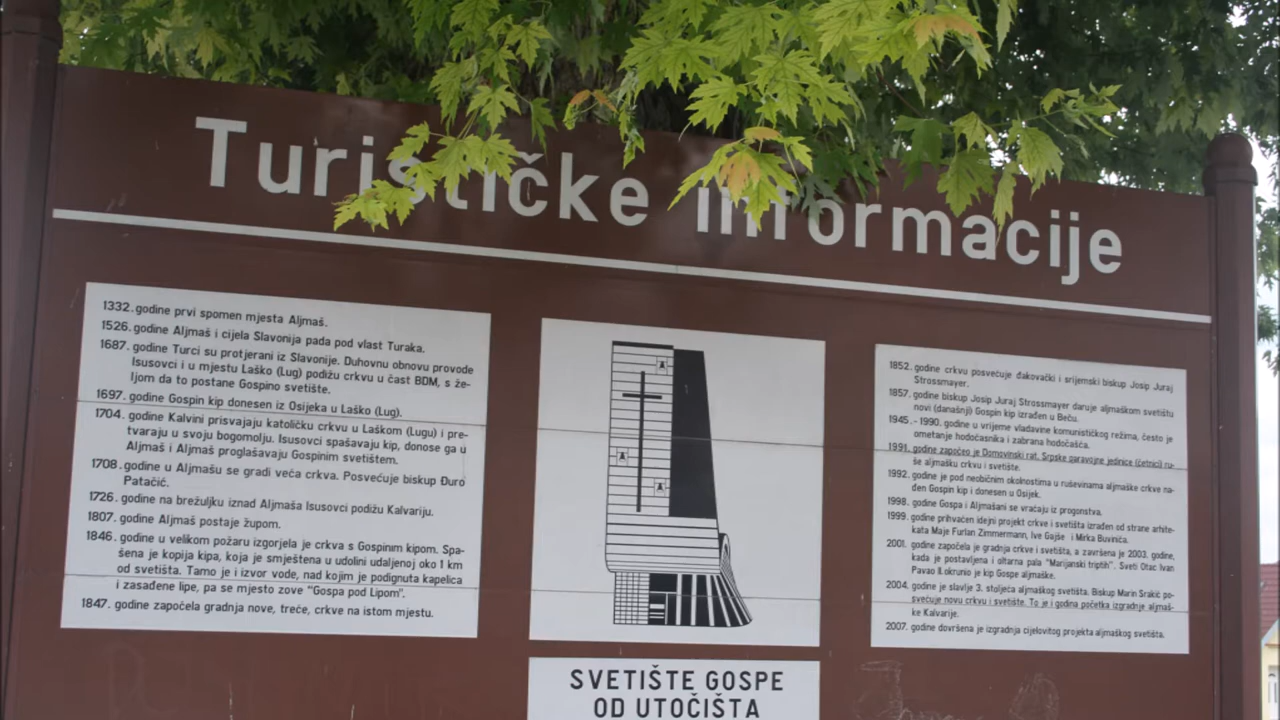 Turističke informacije
1332. godine prvi spomen mjesta Aljmaš.
1526. godine Aljmaš i cijela Slavonija pada pod vlast Turaka.
1687. godine Turci su protjerani iz Slavonije. Duhovnu obnovu provode
Isusovci i u mjestu Laško (Lug) podižu crkvu u čast BDM, s že-
ljom da to postane Gospino svetište.
1697. godine Gospin kip donesen iz Osijeka u Laško (Lug).
1704. godine Kalvini prisvajaju katoličku crkvu u Laškom (Lugu) i pre-
tvaraju u svoju bogomolju. Isusovci spašavaju kip, donose ga u
Aljmaš i Aljmaš proglašavaju Gospinim svetištem.
1708. godine u Aljmašu se gradi veća crkva. Posvećuje biskup Đuro
Patačić.
1726. godine na brežuljku iznad Aljmaša Isusovci podižu Kalvariju.
1807. godine Aljmaš postaje župom.
1846. godine u velikom požaru izgorjela je crkva s Gospinim kipom. Spa-
šena je kopija kipa, koja je smještena u udolini udaljenoj oko 1 km
od svetišta. Tamo je i izvor vode, nad kojim je podignuta kapelica
i zasađene lipe, pa se mjesto zove "Gospa pod Lipom".
1847. godine započela gradnja nove, treće, crkve na istom mjestu.
1852. godine crkvu posvećuje đakovački i srijemski biskup Josip Juraj
Strossmayer.
1857. godine biskup Josip Juraj Strossmayer daruje aljmaškom svetištu
novi (današnji) Gospin kip izrađen u Beču.
1945. - 1990. godine u vrijeme vladavine komunističkog režima, često je
ometanje hodočasnika i zabrana hodočašća.
1991. godine započeo je Domovinski rat. Srpske paravojne jedinice (četnici) ru-
še aljmašku crkvu i svetište.
1992. godine je pod neobičnim okolnostima u ruševinama aljmaške crkve na-
đen Gospin kip i donesen u Osijek.
1998. godine Gospa i Aljmašani se vraćaju iz progonstva.
1999. godine prihvaćen idejni projekt crkve i svetišta izrađen od strane arhite-
kata Maje Furlan Zimmermann, Ive Gajše i Mirka Buvinića.
2001. godine započela je gradnja crkve i svetišta, a završena je 2003. godine,
kada je postavljena i oltarna pala "Marijanski triptih". Sveti Otac Ivan
Pavao II. okrunio je kip Gospe aljmaške.
2004. godine je slavlje 3. stoljeća aljmaškog svetišta. Biskup Marin Srakić po-
svećuje novu crkvu i svetište. To je i godina početka izgradnje aljmaš-
ke Kalvarije.
2007. godine dovršena je izgradnja cijelovitog projekta aljmaškog svetišta.
SVETIŠTE GOSPE
OD UTOČIŠTA